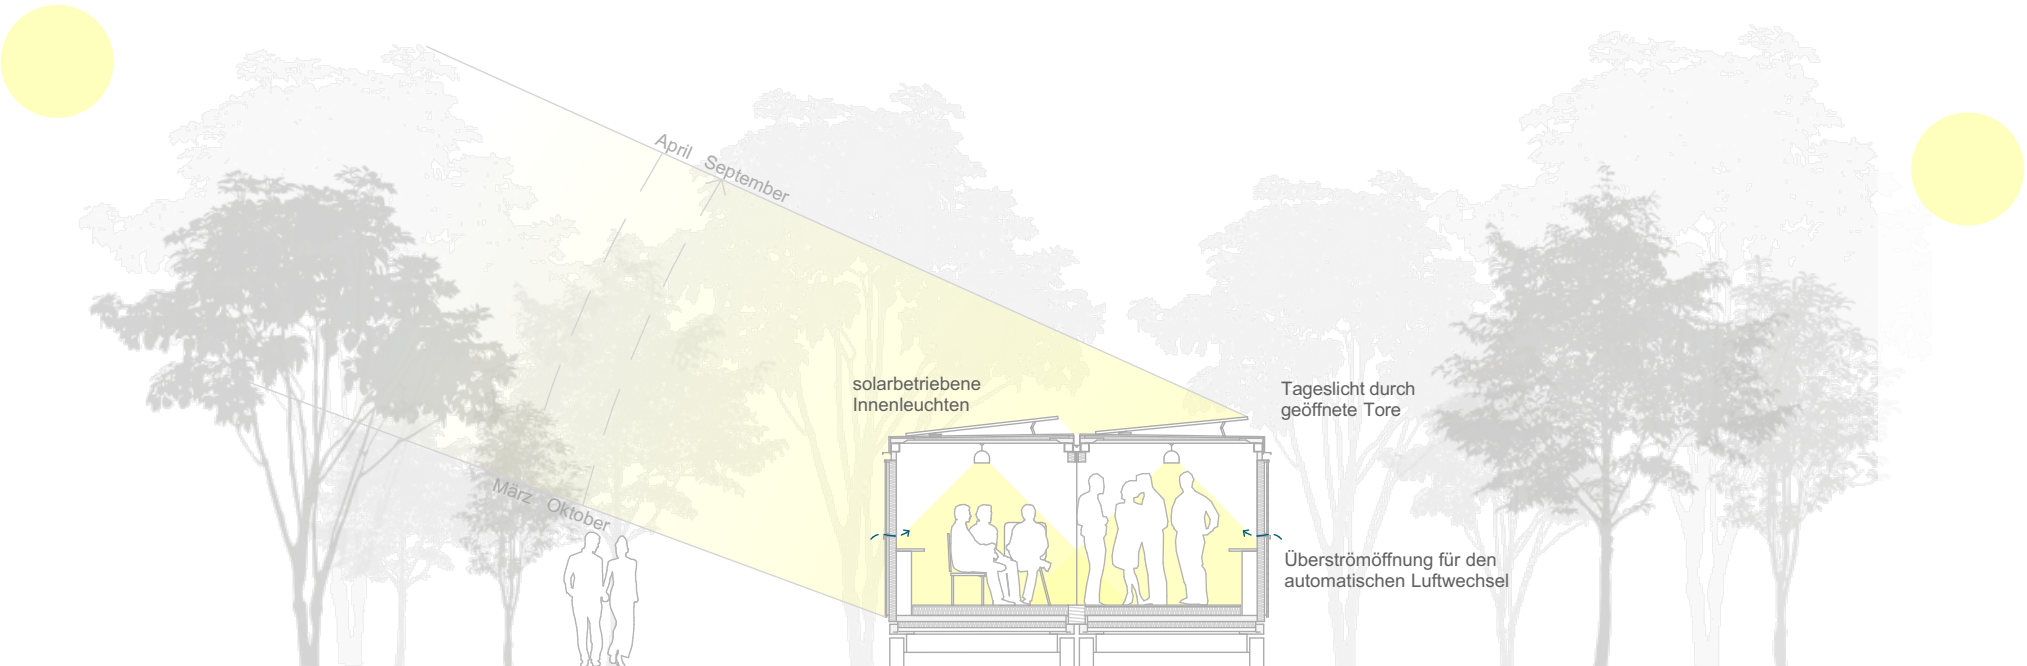 April September
solarbetriebene
Innenleuchten
Tageslicht durch
geöffnete Tore
März Oktober
Überströmöffnung für den
automatischen Luftwechsel